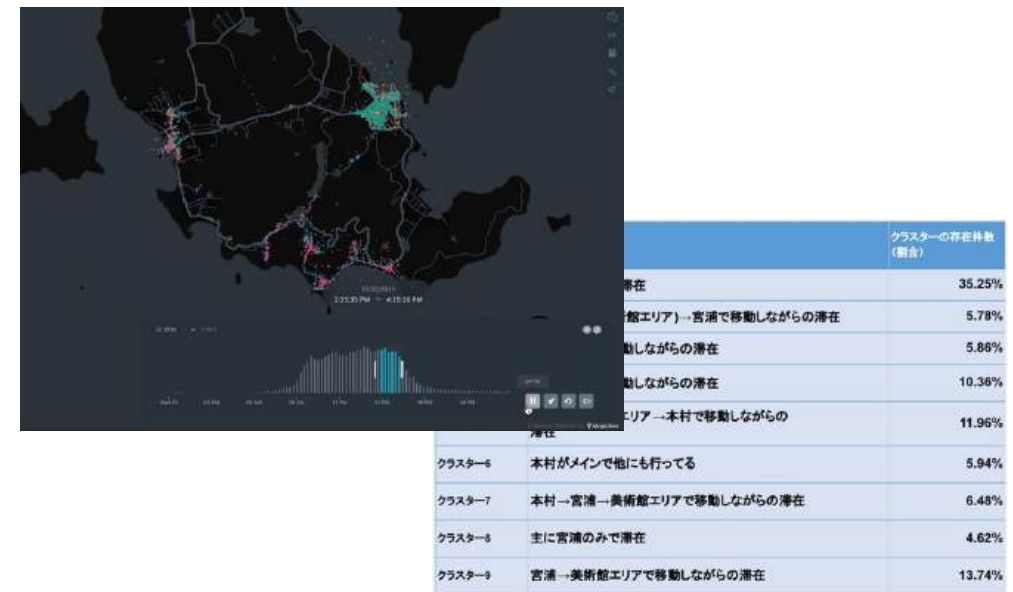 2:35:35 PM 4:35:36 PM
クラスターの存在件数
(割合)
滞在 35.25%
館エリア)→宮浦で移動しながらの滞在 5.78%
動しながらの滞在 5.86%
動しながらの滞在 10.36%
エリア→本村で移動しながらの 11.96%
滞在
クラスター6 本村がメインで他にも行ってる 5.94%
クラスター7 本村→宮浦→美術館エリアで移動しながらの滞在 6.48%
クラスター8 主に宮浦のみで滞在 4.62%
クラスター9 宮浦→美術館エリアで移動しながらの滞在 13.74%